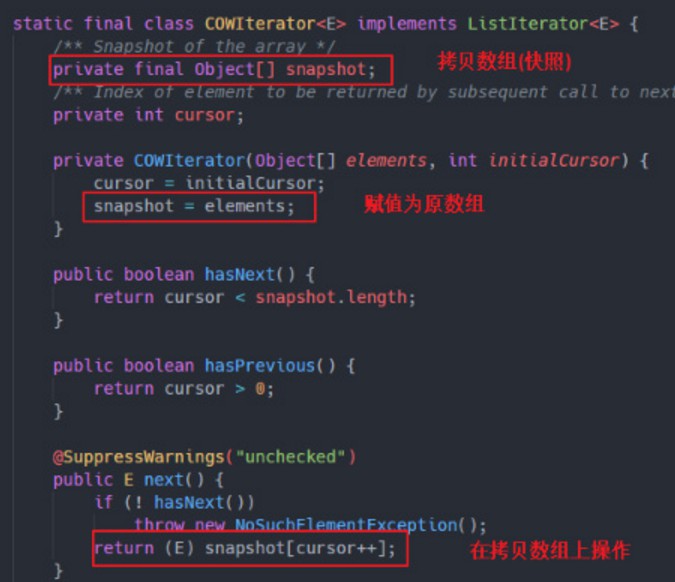 static final class COWIterator<E> implements ListIterator<E> {
/** Snapshot of the array */
private final Object[] snapshot; 拷贝数组(快照)
/** Index of element to be returned by subsequent call to next
private int cursor;
private COWIterator(Object[] elements, int initialCursor) {
cursor = initialCursor;
snapshot = elements; 赋值为原数组
}
public boolean hasNext() {
return cursor < snapshot.length;
}
public boolean hasPrevious() {
return cursor > 0;
}
@SuppressWarnings("unchecked")
public E next() {
if (! hasNext())
throw new NoSuchElementException();
return (E) snapshot[cursor++]; 在拷贝数组上操作
}